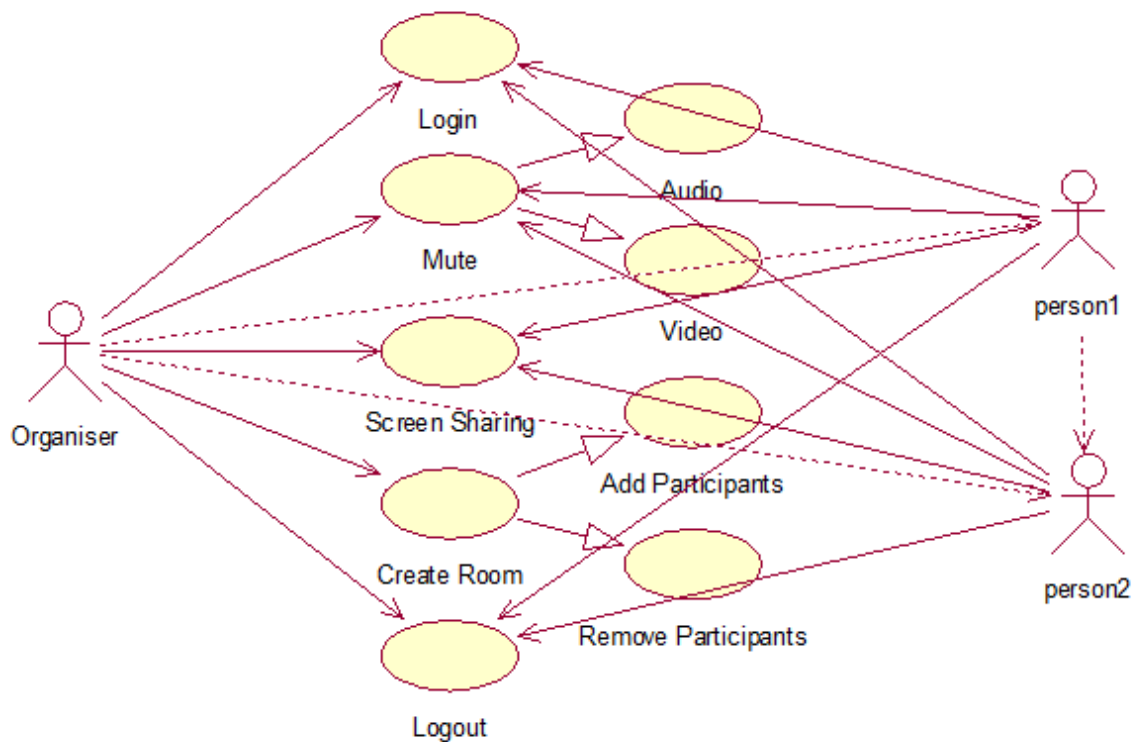 Login
Audio
Mute
person1
Video
Organiser
Screen Sharing
Add Participants
Create Room
person2
Remove Participants
Logout